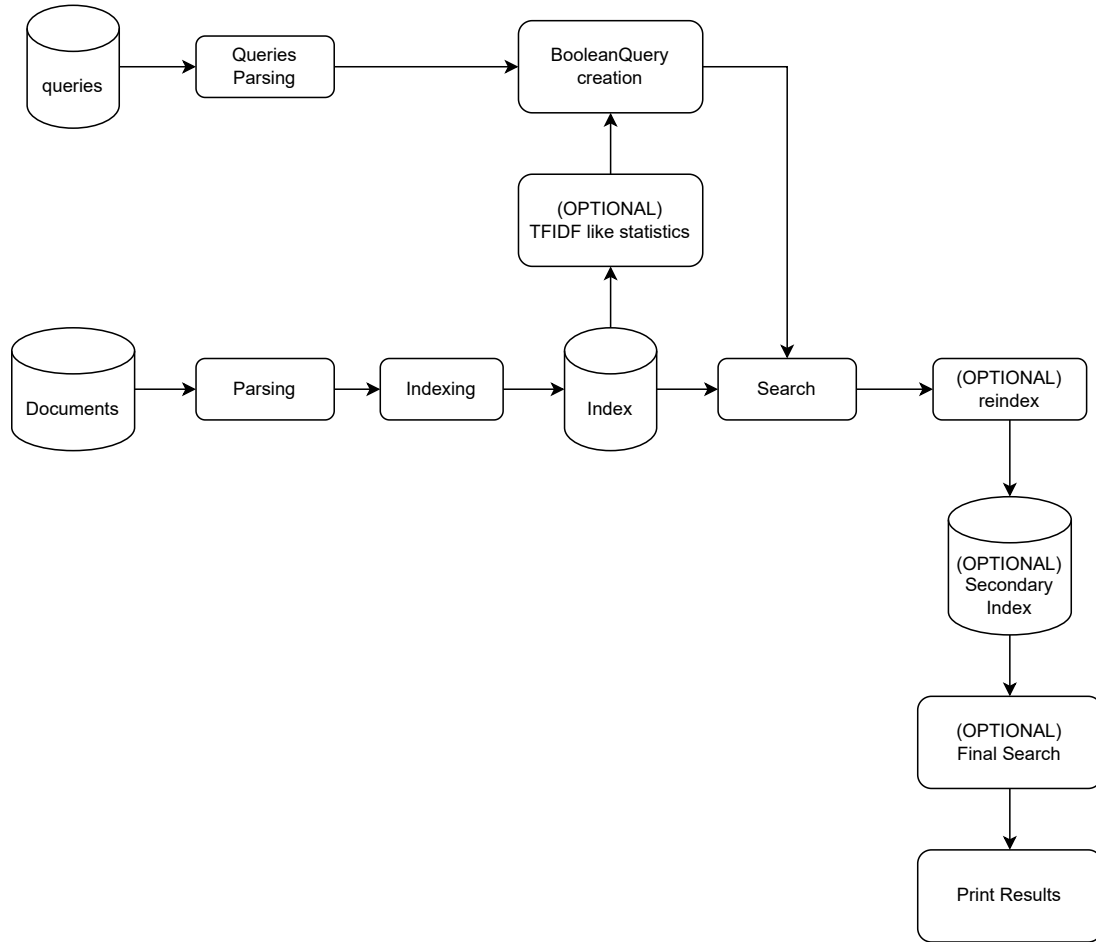 queries
Queries
Parsing
BooleanQuery
creation
(OPTIONAL)
TFIDF like statistics
Documents
Parsing
Indexing
Index
Search
(OPTIONAL)
reindex
(OPTIONAL)
Secondary
Index
(OPTIONAL)
Final Search
Print Results